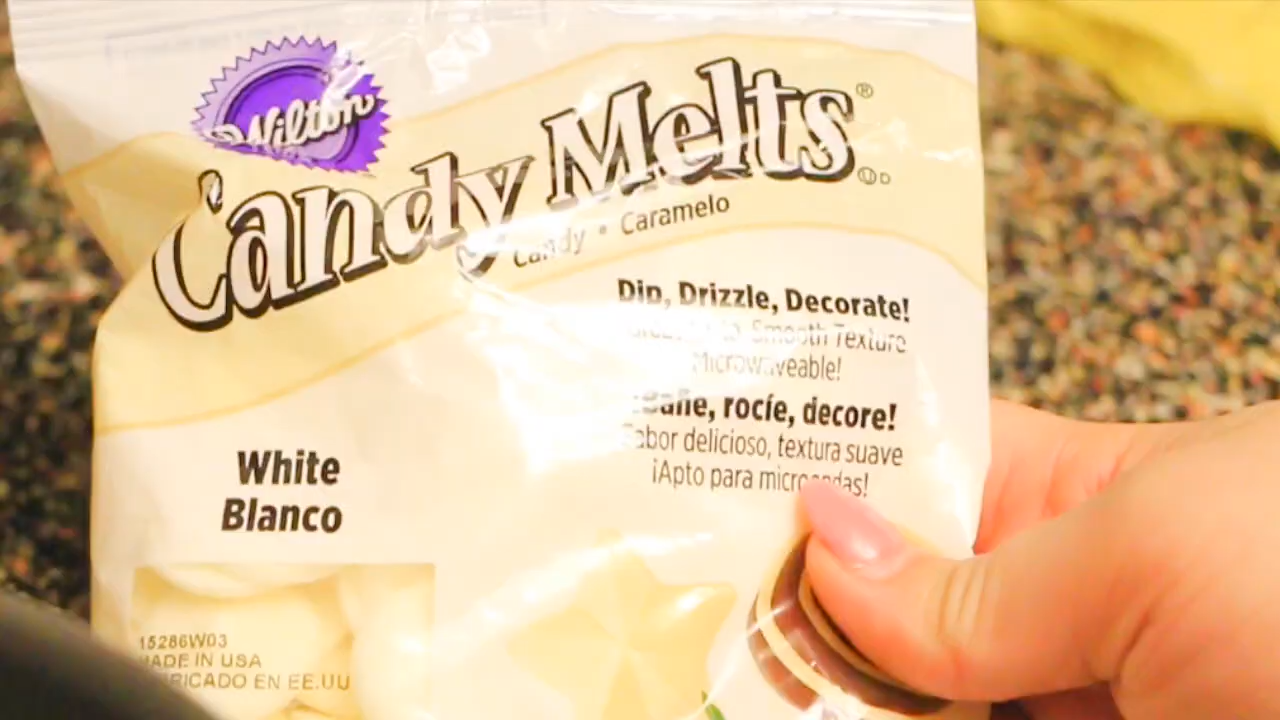 Wilton
Candy Melts®
Ⓤ D
Candy • Caramelo
Dip, Drizzle, Decorate!
Smooth Texture
Microwaveable!
rocíe, decore!
Sabor delicioso, textura suave
¡Apto para microondas!
White
Blanco
15286W03
MADE IN USA
EN EE.UU